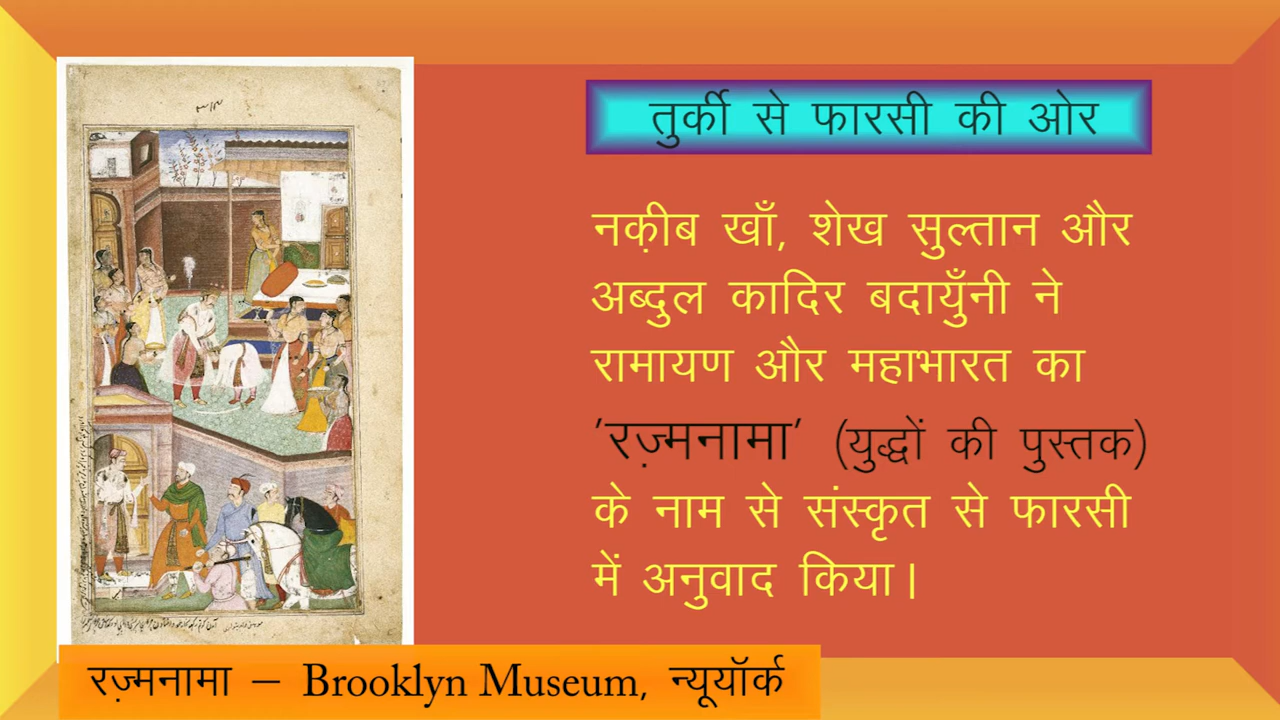 तुर्की से फारसी की ओर
नक़ीब ख़ाँ, शेख सुल्तान और
अब्दुल कादिर बदायुँनी ने
रामायण और महाभारत का
'रज़्मनामा' (युद्धों की पुस्तक)
के नाम से संस्कृत से फारसी
में अनुवाद किया।
रज़्मनामा – Brooklyn Museum, न्यूयॉर्क